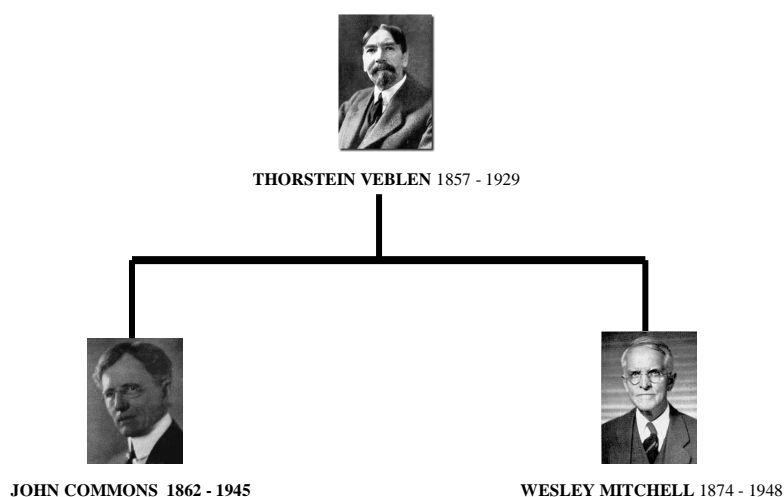 THORSTEIN VEBLEN 1857 - 1929
JOHN COMMONS 1862 - 1945
WESLEY MITCHELL 1874 - 1948